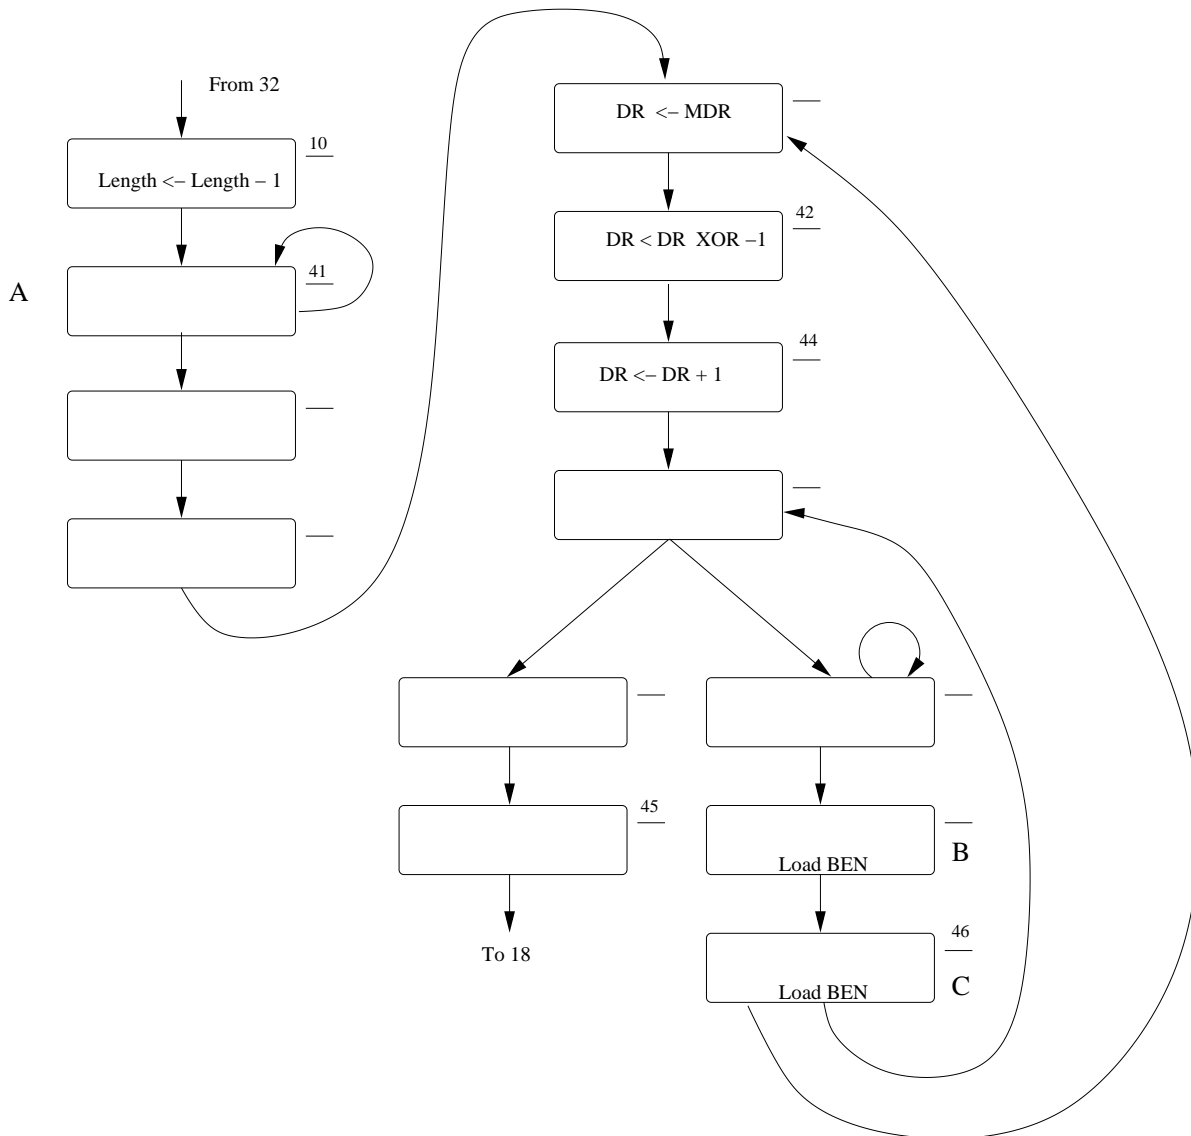 From 32
10
Length <– Length – 1
41
A
DR <– MDR
42
DR < DR XOR –1
44
DR <– DR + 1
45
To 18
Load BEN
B
46
Load BEN
C